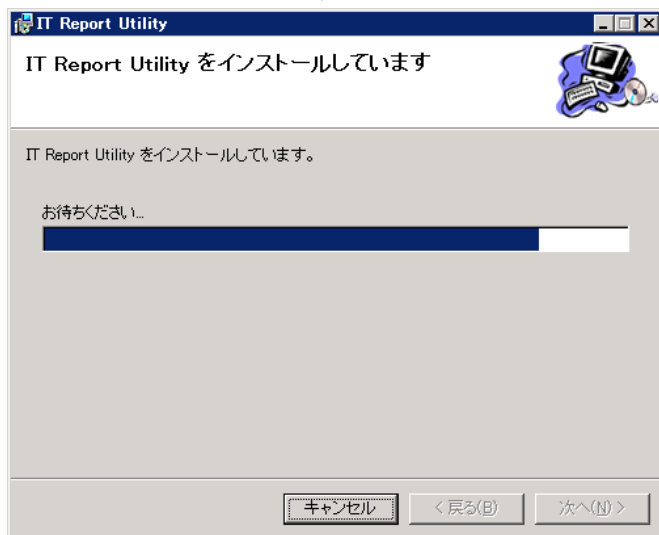 IT Report Utility
IT Report Utility をインストールしています
IT Report Utility をインストールしています。
お待ちください...
キャンセル
< 戻る(B)
次へ(N) >